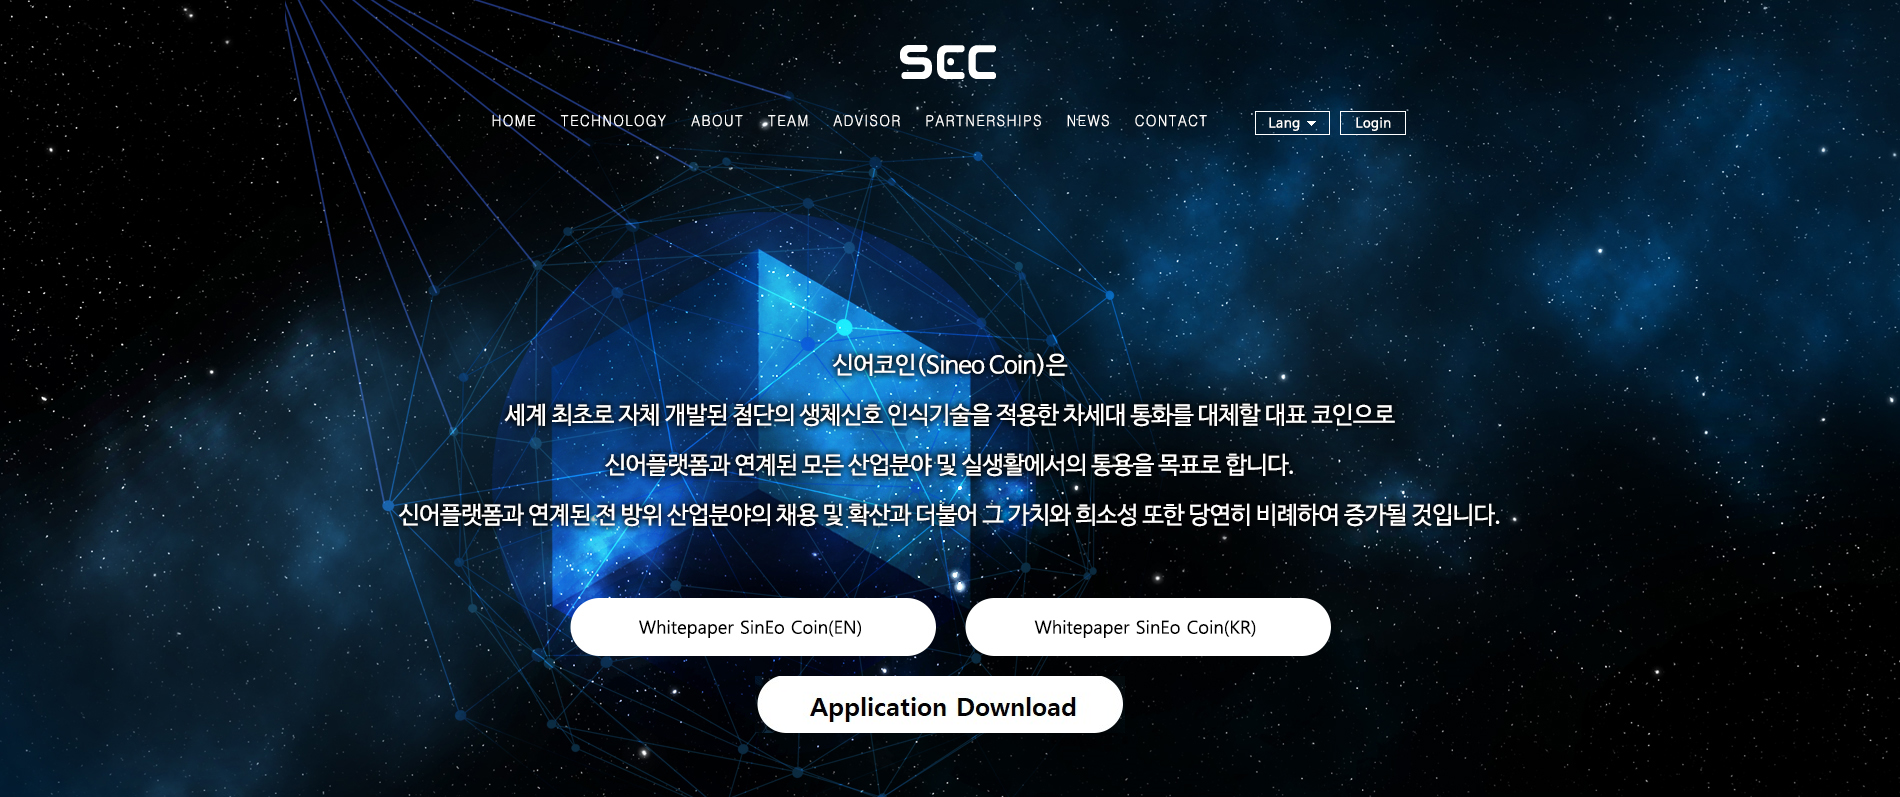 SEC
HOME TECHNOLOGY ABOUT TEAM ADVISOR PARTNERSHIPS NEWS CONTACT Lang Login
신어코인(Sineo Coin)은
세계 최초로 자체 개발된 첨단의 생체신호 인식기술을 적용한 차세대 통화를 대체할 대표 코인으로
신어플랫폼과 연계된 모든 산업분야 및 실생활에서의 통용을 목표로 합니다.
신어플랫폼과 연계된 전 방위 산업분야의 채용 및 확산과 더불어 그 가치와 희소성 또한 당연히 비례하여 증가될 것입니다.
Whitepaper SinEo Coin(EN) Whitepaper SinEo Coin(KR)
Application Download